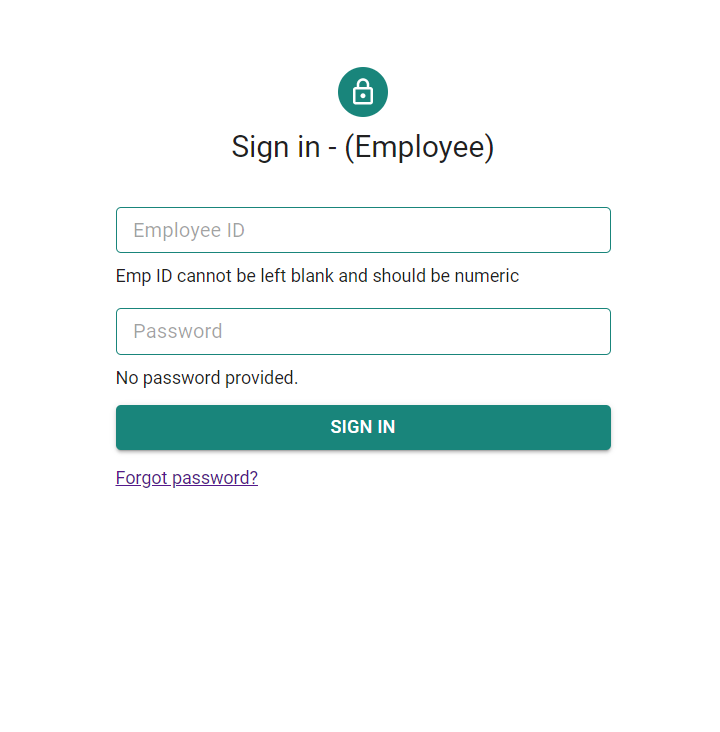 Sign in - (Employee)
Employee ID
Emp ID cannot be left blank and should be numeric
Password
No password provided.
SIGN IN
Forgot password?